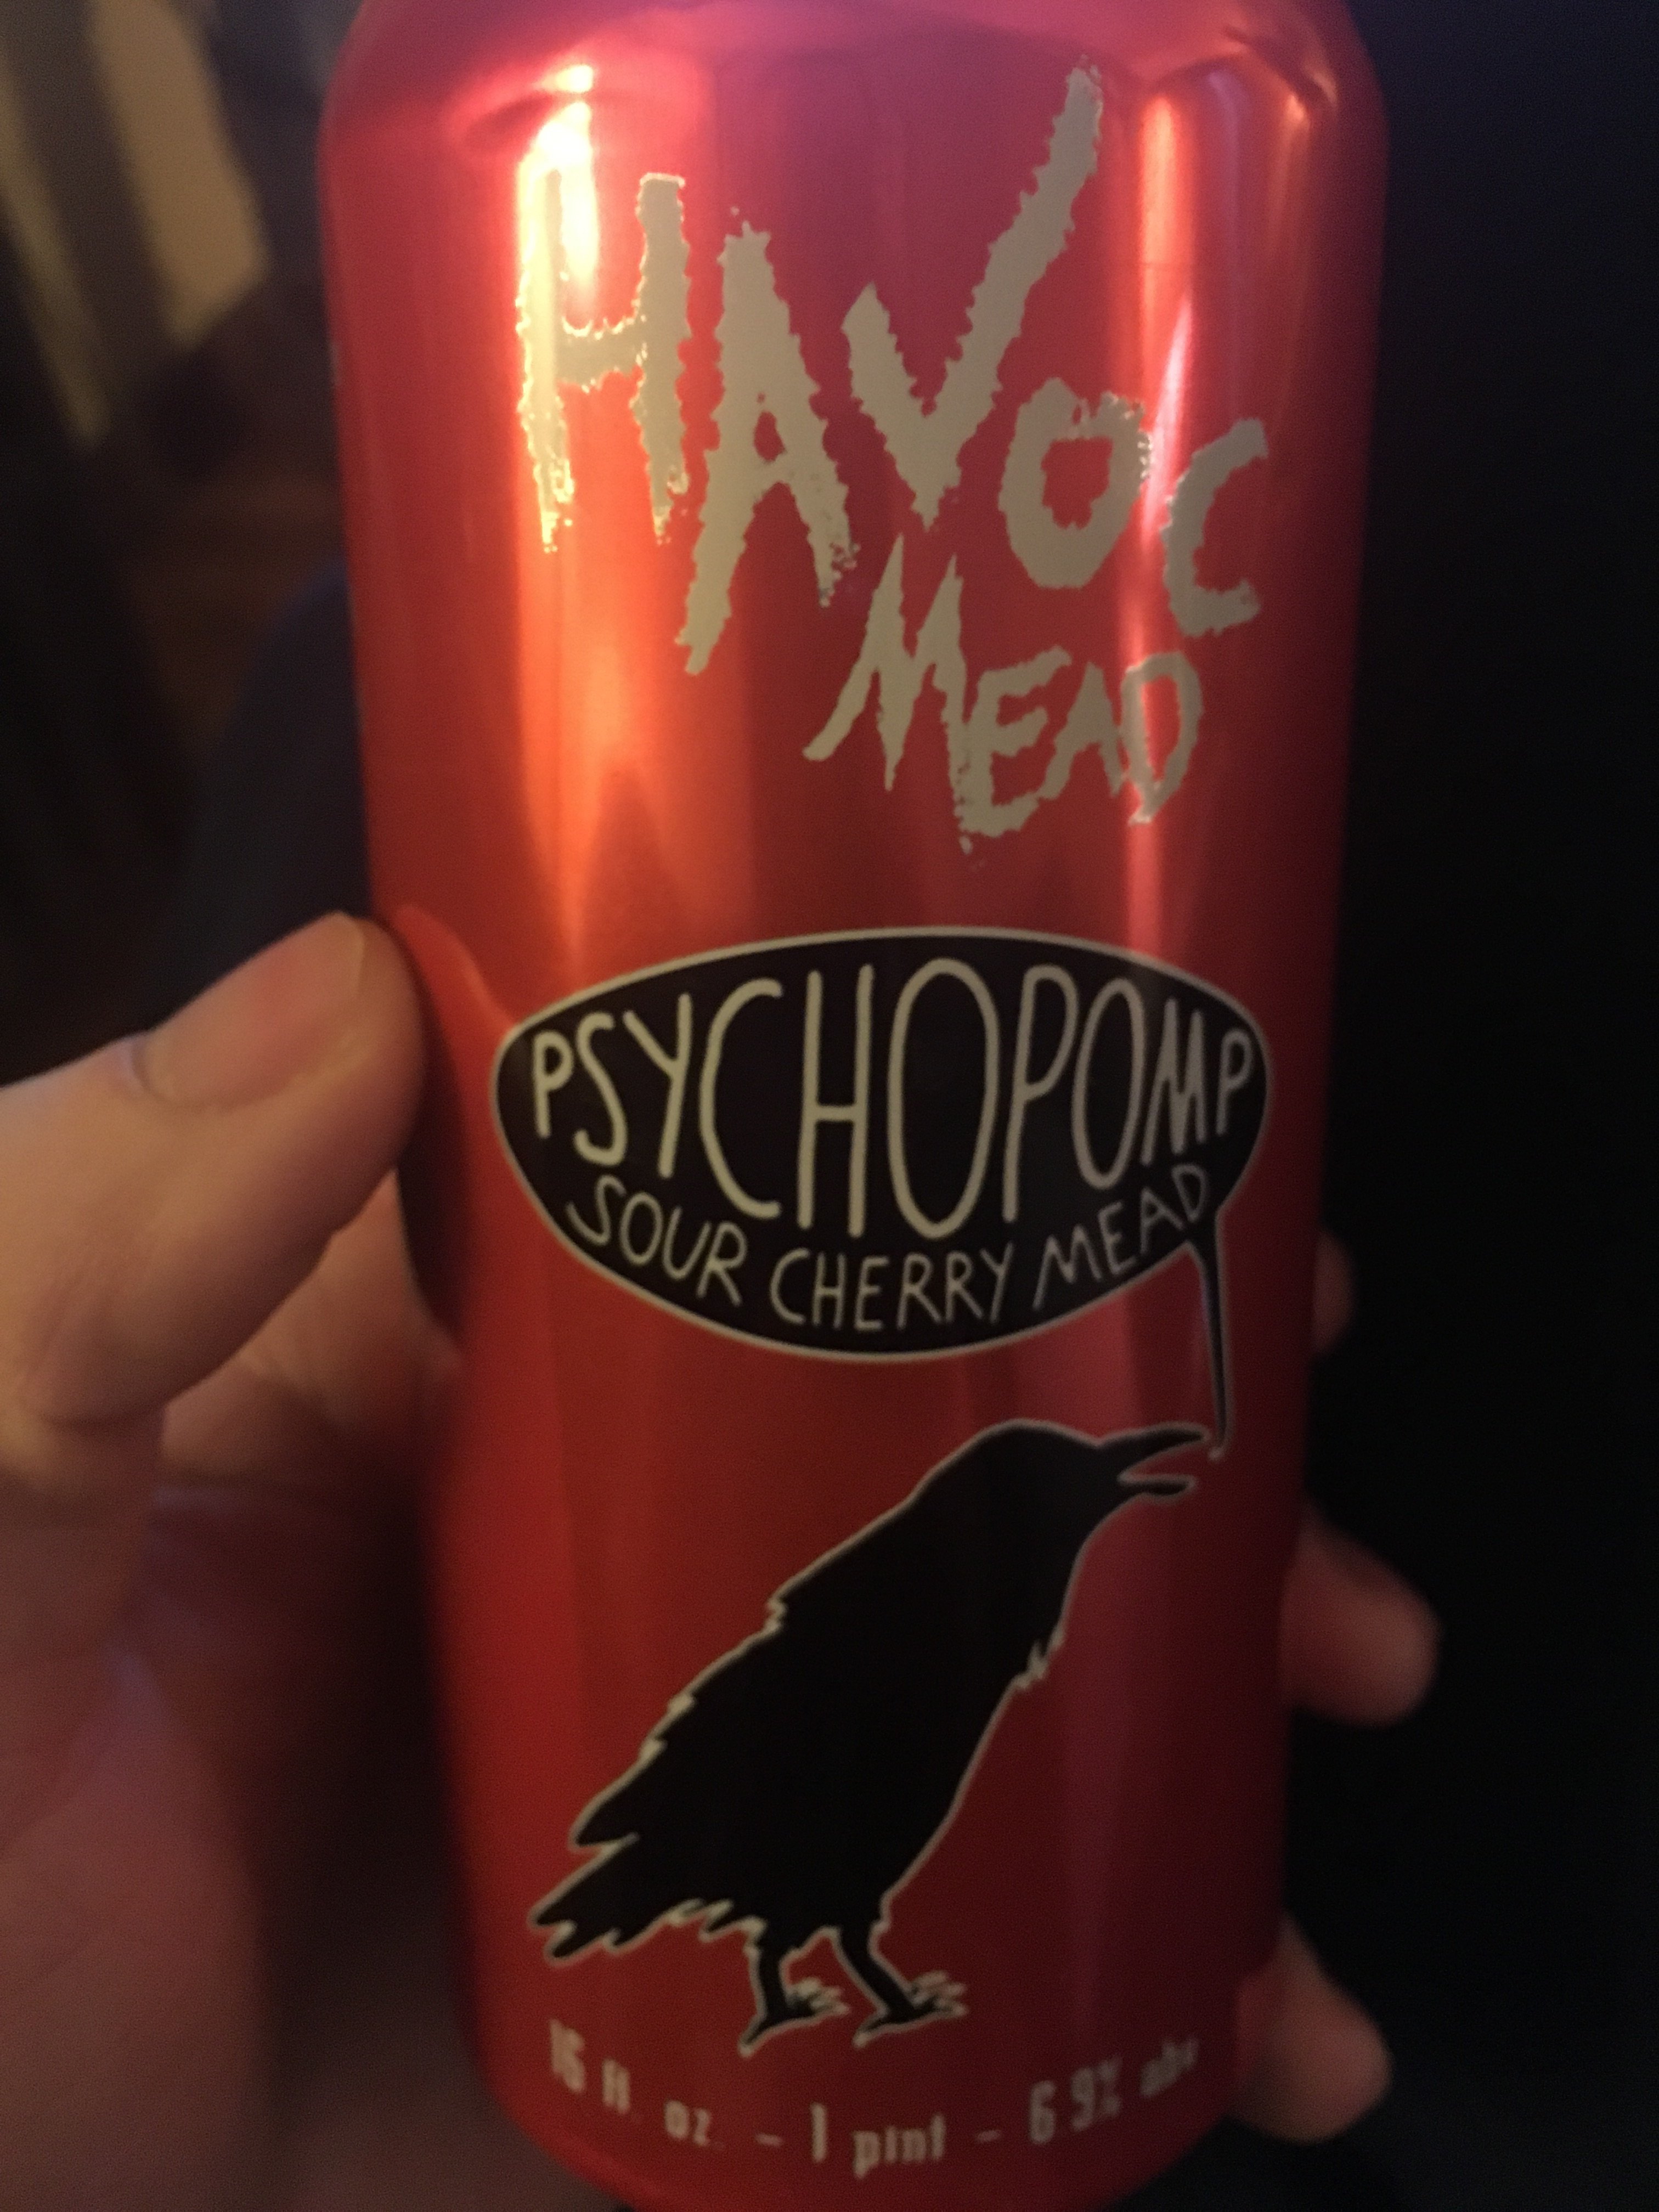 HAVOC
MEAD
PSYCHOPOMP
SOUR CHERRY MEAD
16 fl. oz. – 1 pint – 6.9% abv